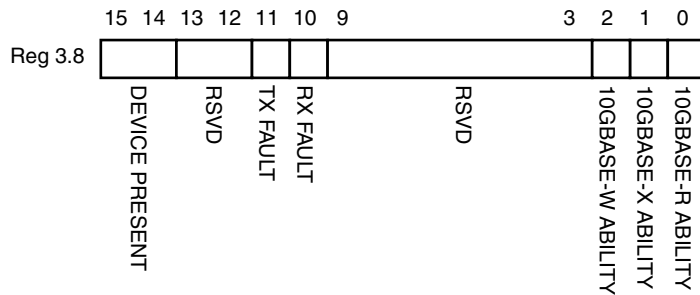 15 14 13 12 11 10 9 3 2 1 0
Reg 3.8
DEVICE PRESENT
RSVD
TX FAULT
RX FAULT
RSVD
10GBASE-W ABILITY
10GBASE-X ABILITY
10GBASE-R ABILITY